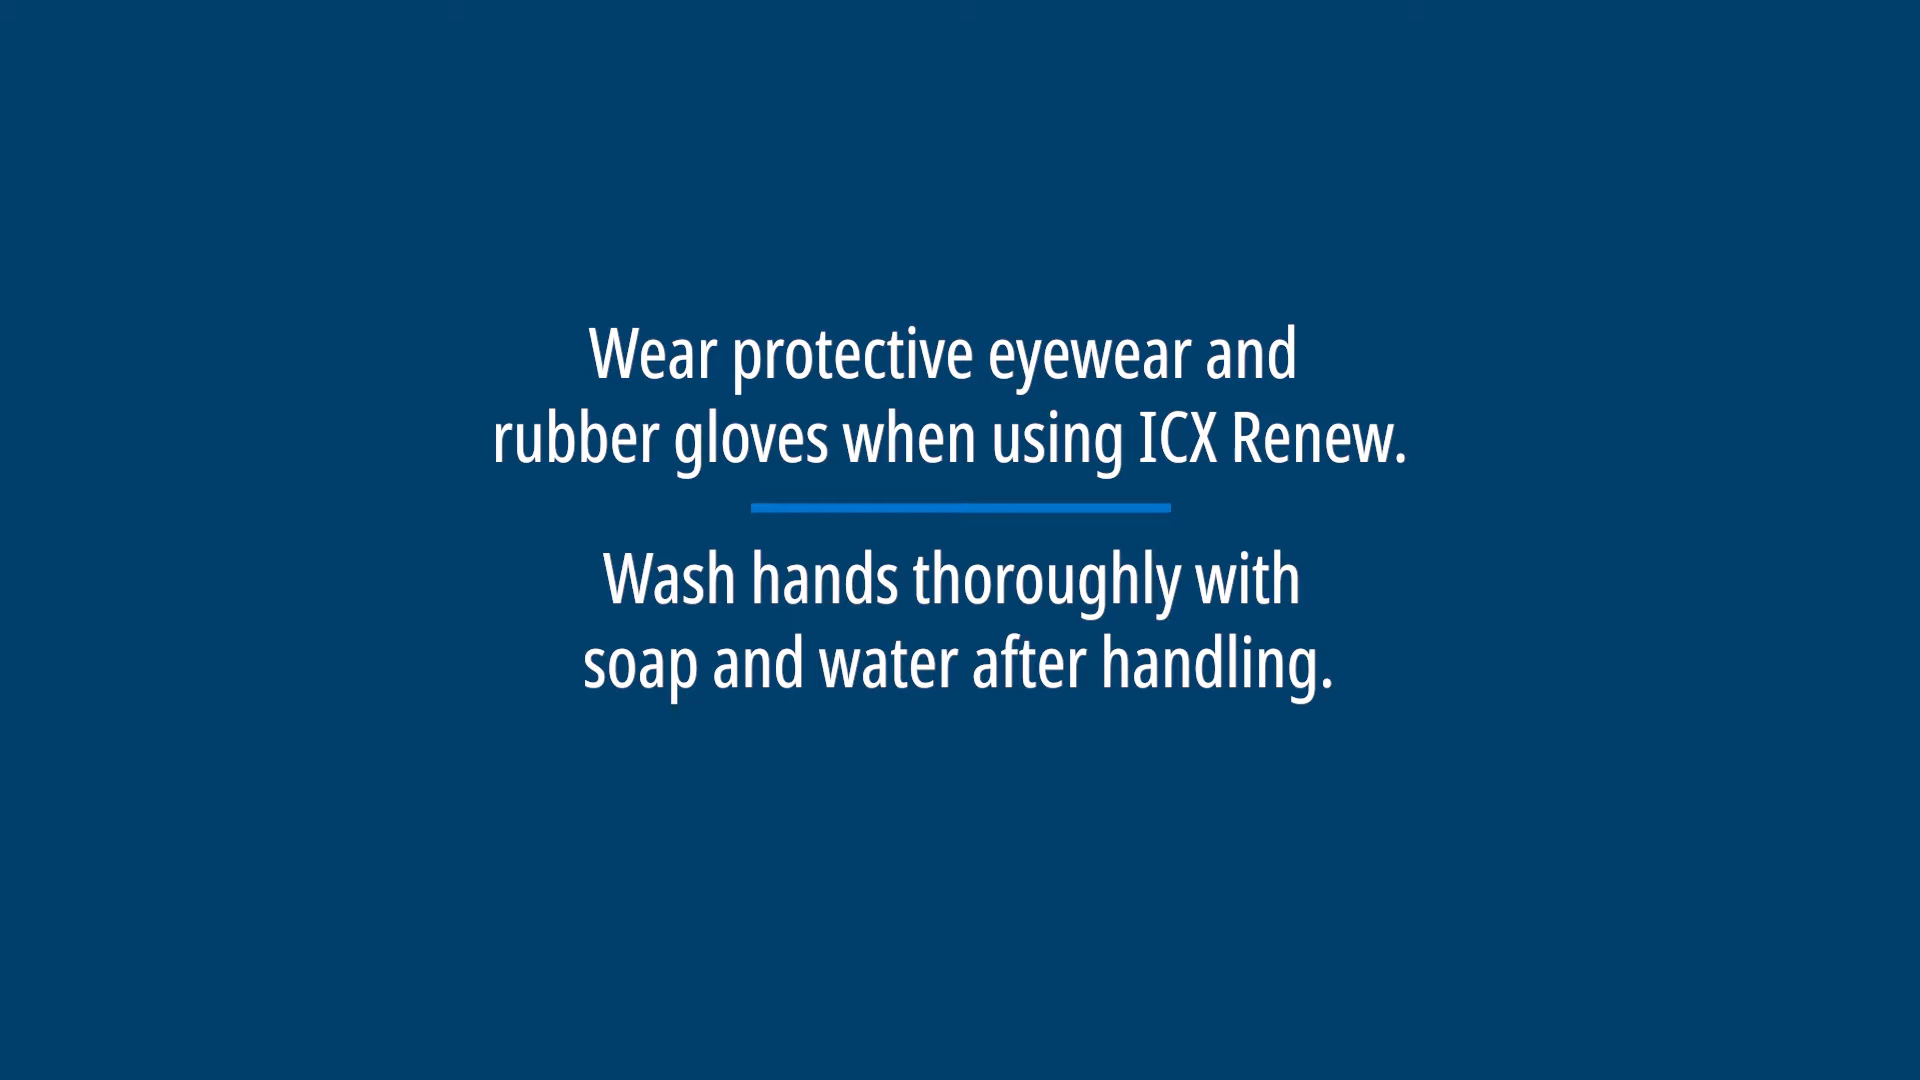 Wear protective eyewear and
rubber gloves when using ICX Renew.
Wash hands thoroughly with
soap and water after handling.